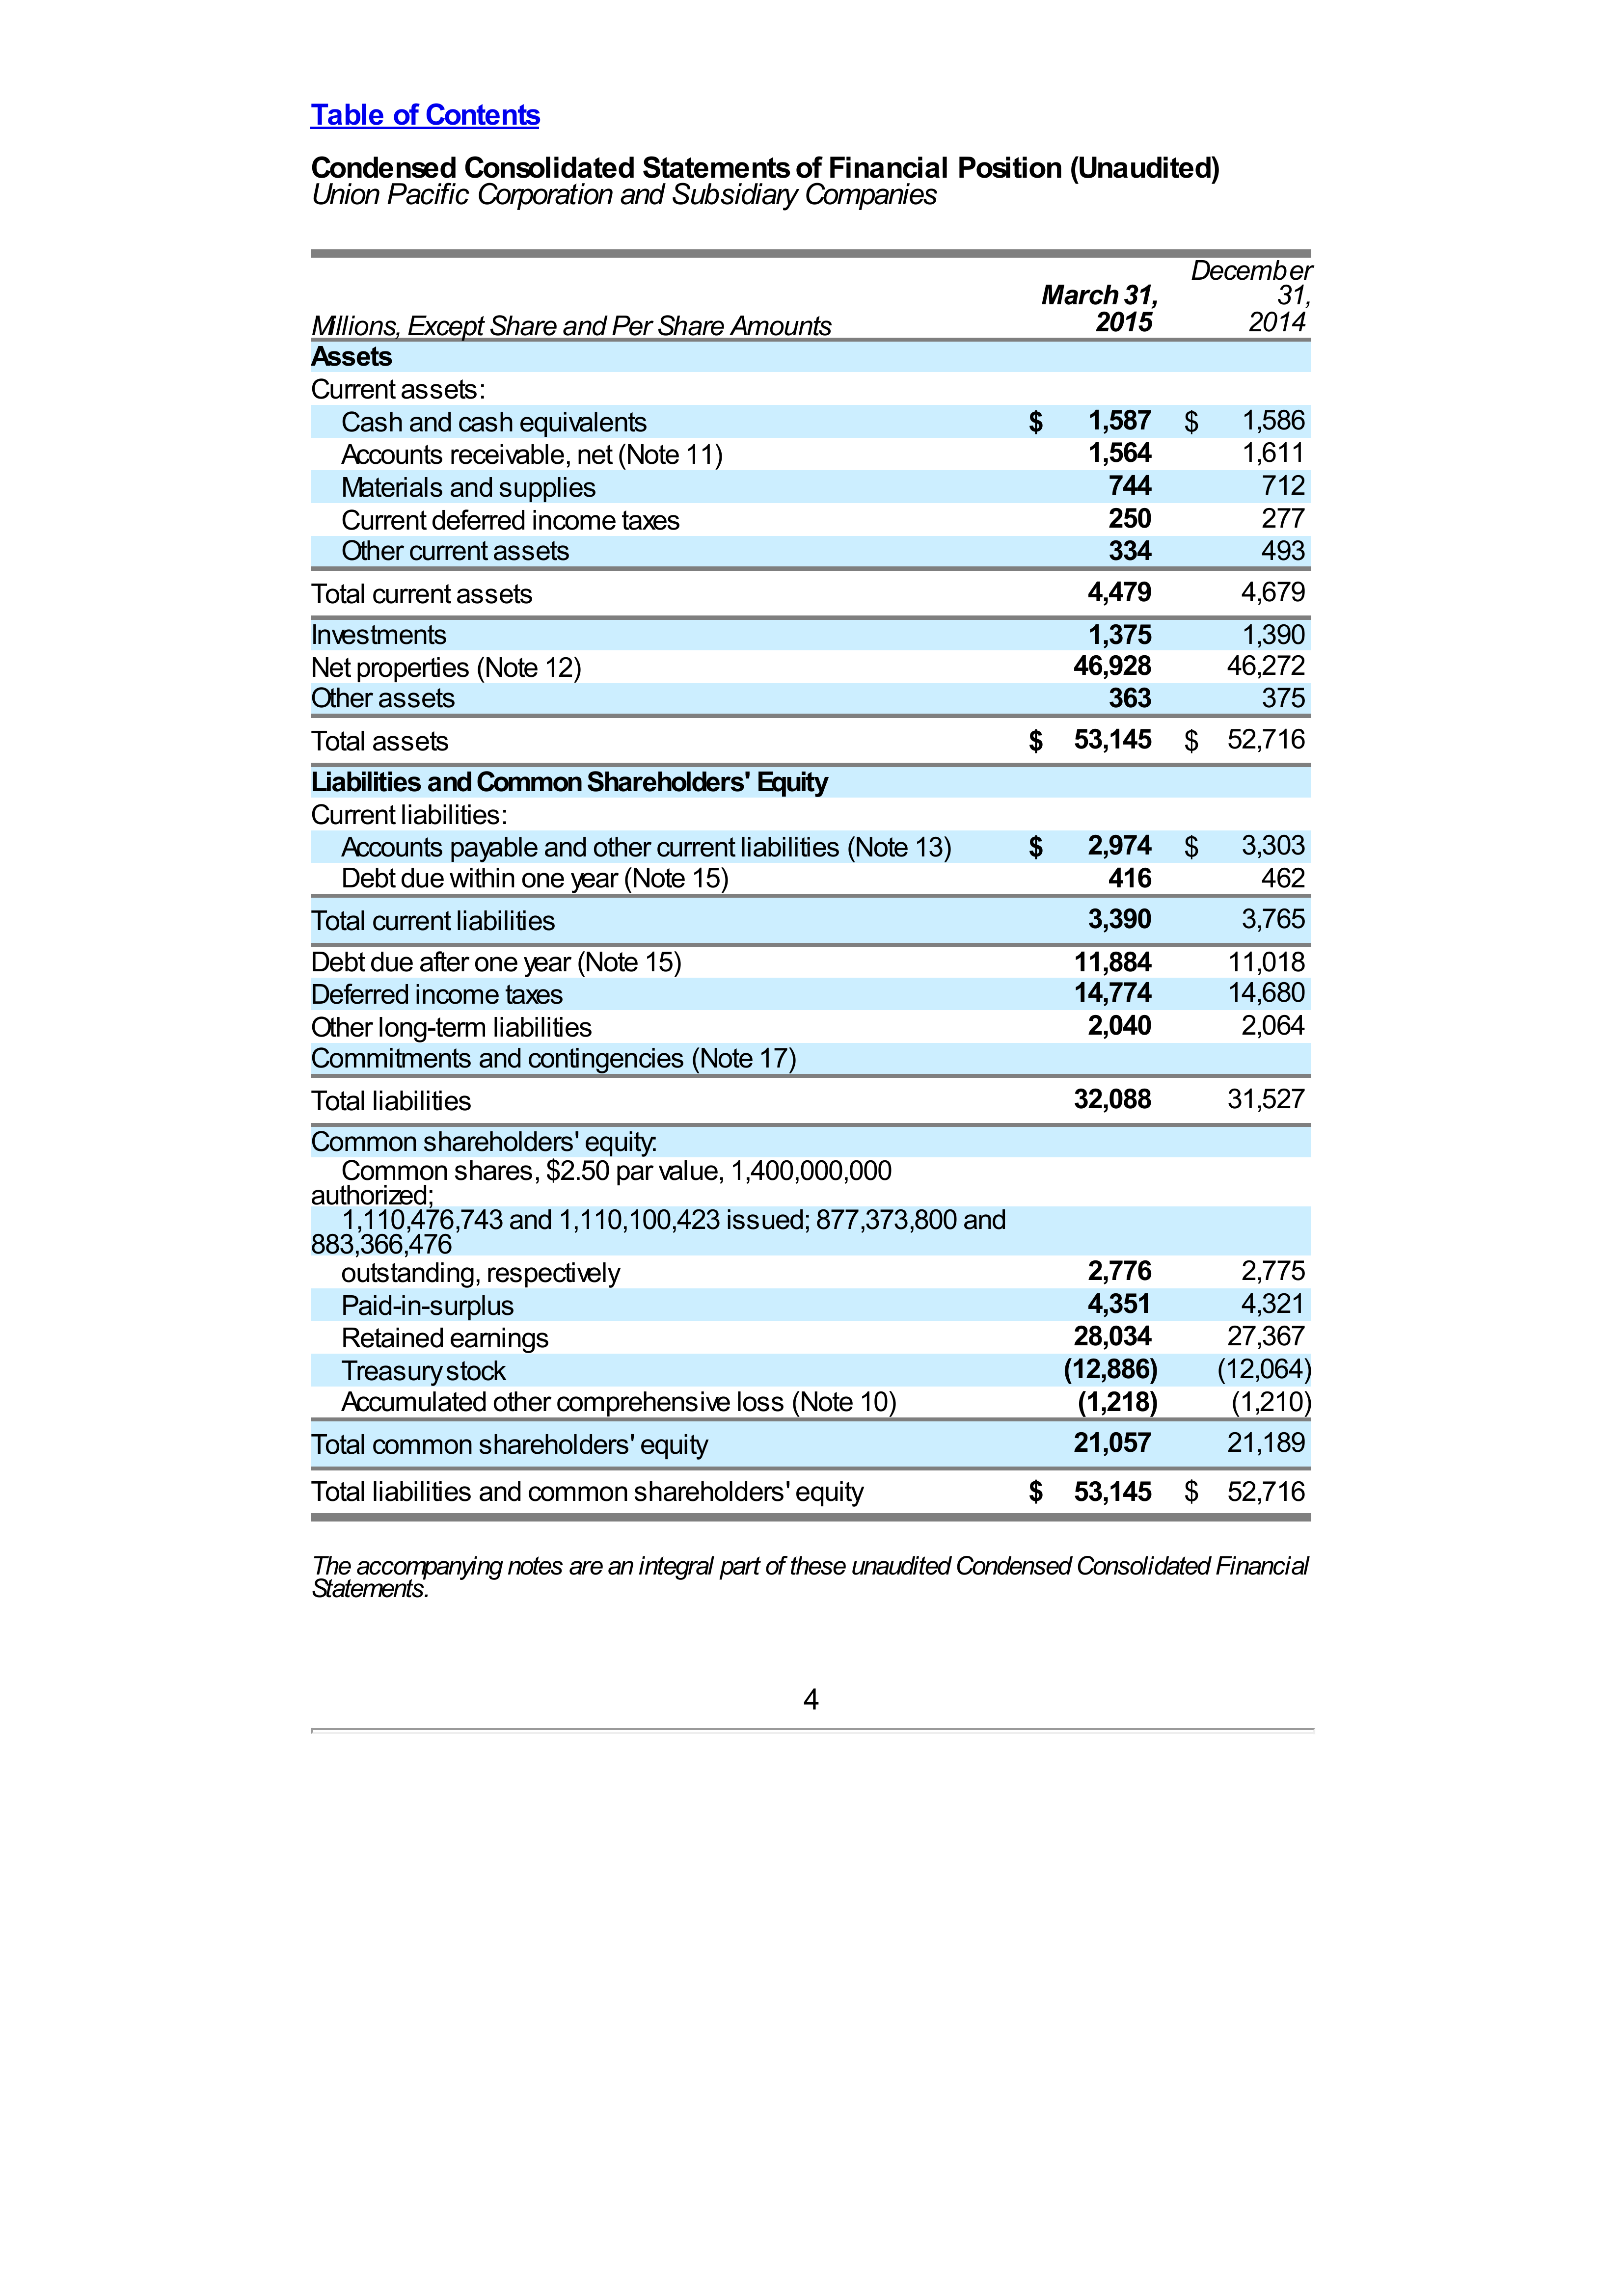 Table of Contents
Condensed Consolidated Statements of Financial Position (Unaudited)
Union Pacific Corporation and Subsidiary Companies
December
March 31, 31,
Millions, Except Share and Per Share Amounts 2015 2014
Assets
Current assets:
Cash and cash equivalents $ 1,587 $ 1,586
Accounts receivable, net (Note 11) 1,564 1,611
Materials and supplies 744 712
Current deferred income taxes 250 277
Other current assets 334 493
Total current assets 4,479 4,679
Investments 1,375 1,390
Net properties (Note 12) 46,928 46,272
Other assets 363 375
Total assets $ 53,145 $ 52,716
Liabilities and Common Shareholders' Equity
Current liabilities:
Accounts payable and other current liabilities (Note 13) $ 2,974 $ 3,303
Debt due within one year (Note 15) 416 462
Total current liabilities 3,390 3,765
Debt due after one year (Note 15) 11,884 11,018
Deferred income taxes 14,774 14,680
Other long-term liabilities 2,040 2,064
Commitments and contingencies (Note 17)
Total liabilities 32,088 31,527
Common shareholders' equity:
Common shares, $2.50 par value, 1,400,000,000
authorized;
1,110,476,743 and 1,110,100,423 issued; 877,373,800 and
883,366,476
outstanding, respectively 2,776 2,775
Paid-in-surplus 4,351 4,321
Retained earnings 28,034 27,367
Treasury stock (12,886) (12,064)
Accumulated other comprehensive loss (Note 10) (1,218) (1,210)
Total common shareholders' equity 21,057 21,189
Total liabilities and common shareholders' equity $ 53,145 $ 52,716
The accompanying notes are an integral part of these unaudited Condensed Consolidated Financial
Statements.
4